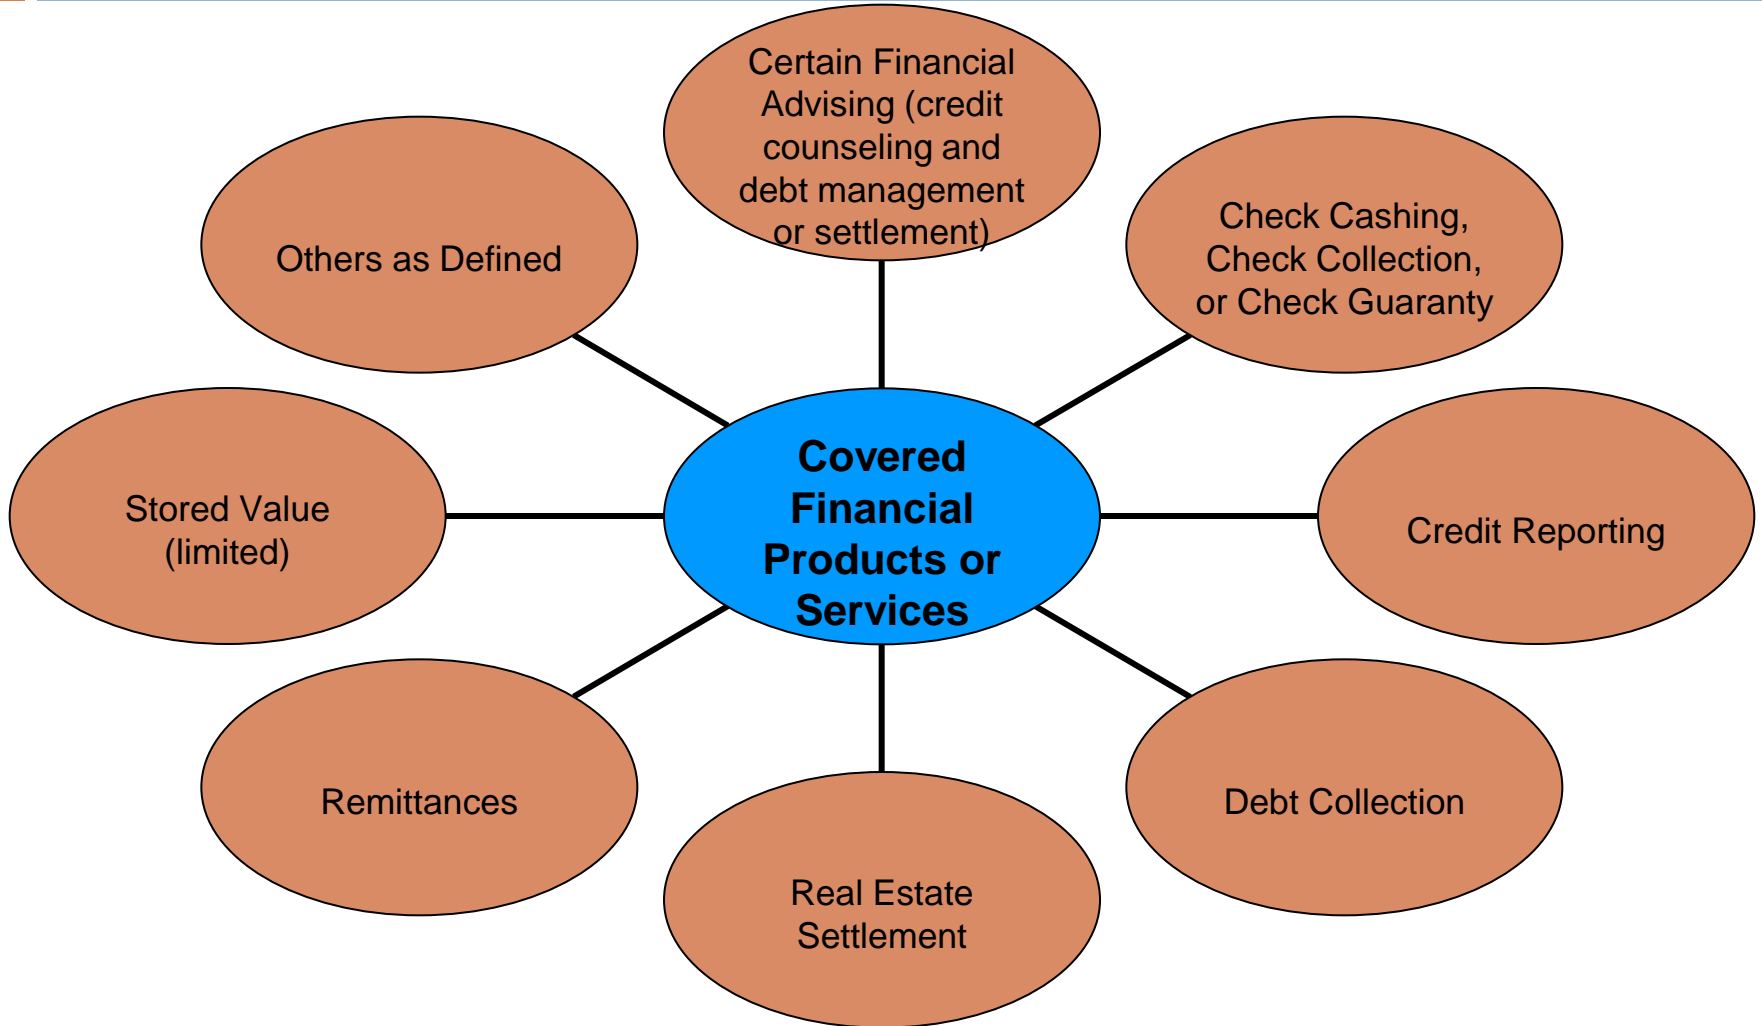 Certain Financial
Advising (credit
counseling and
debt management
or settlement)
Check Cashing,
Check Collection,
or Check Guaranty
Credit Reporting
Debt Collection
Real Estate
Settlement
Remittances
Stored Value
(limited)
Others as Defined
Covered
Financial
Products or
Services